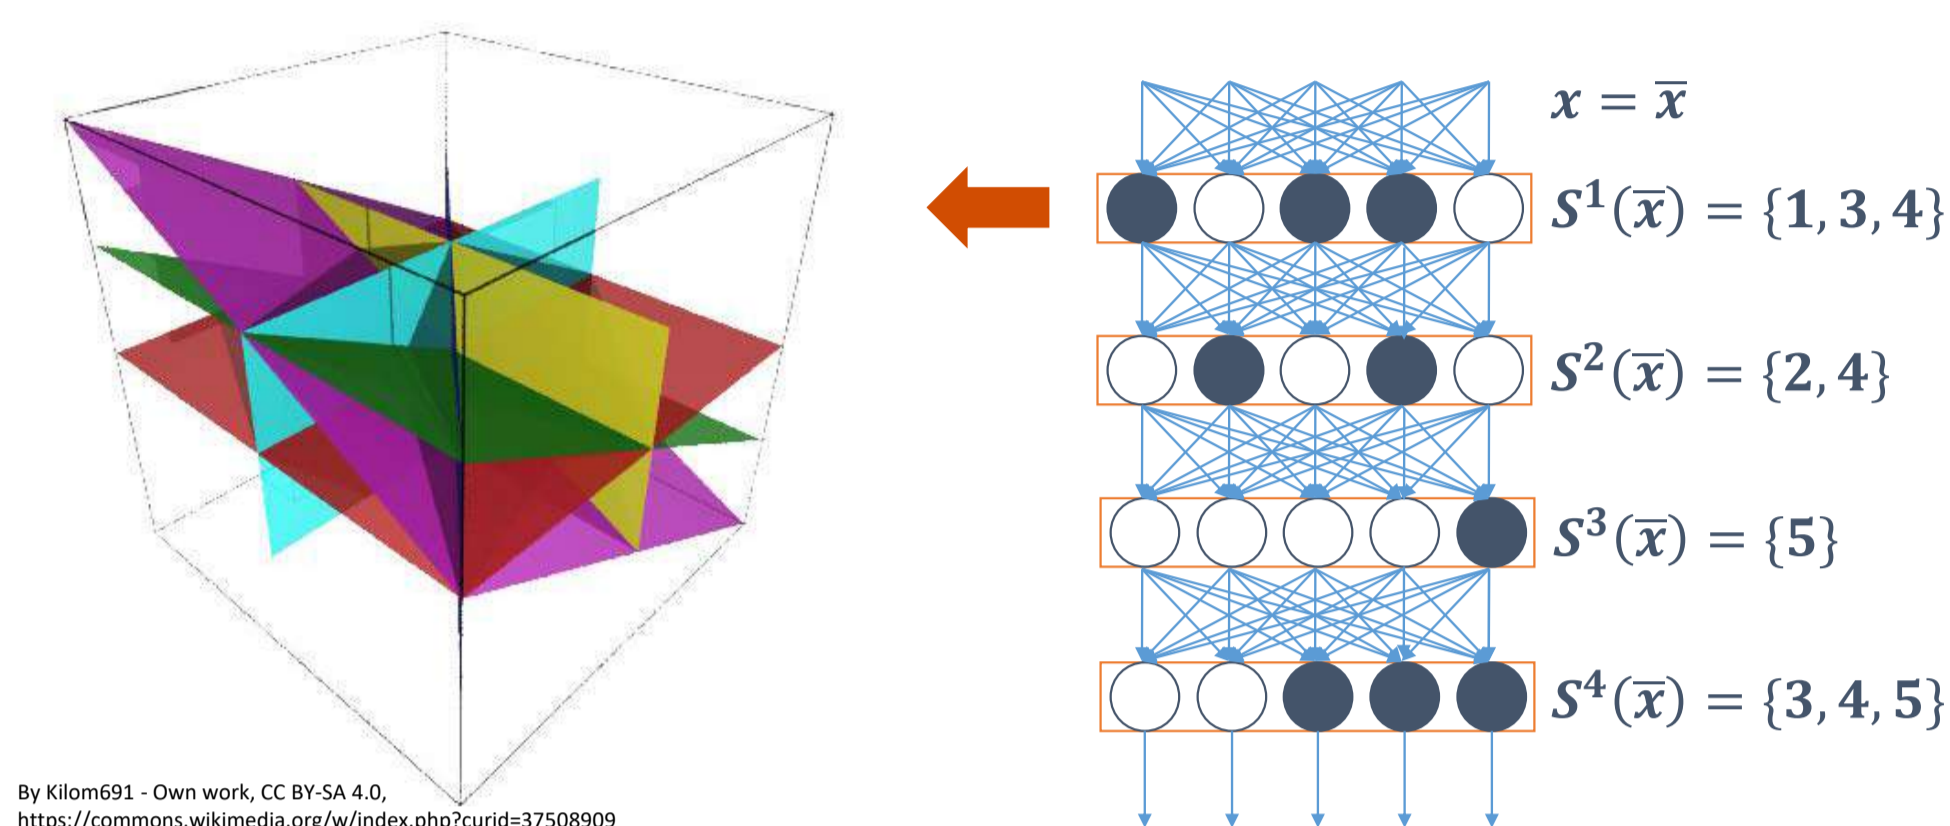 x = x̅
S¹(x̅) = {1, 3, 4}
S²(x̅) = {2, 4}
S³(x̅) = {5}
S⁴(x̅) = {3, 4, 5}
By Kilom691 - Own work, CC BY-SA 4.0,
https://commons.wikimedia.org/w/index.php?curid=37508909